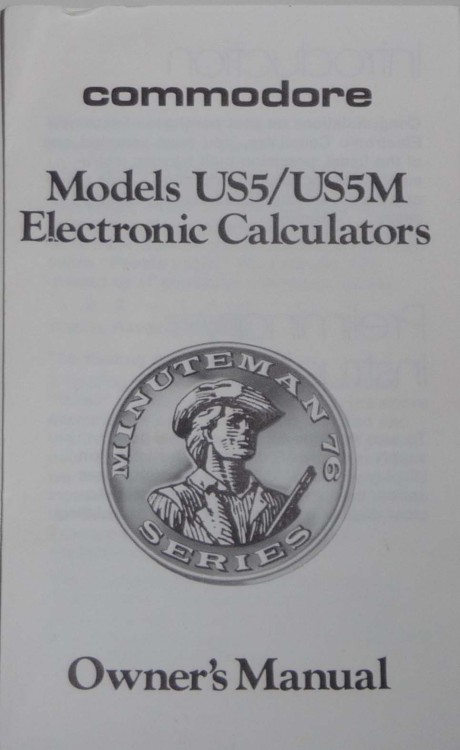 commodore
Models US5/US5M
Electronic Calculators
MINUTEMAN 76
SERIES
Owner's Manual